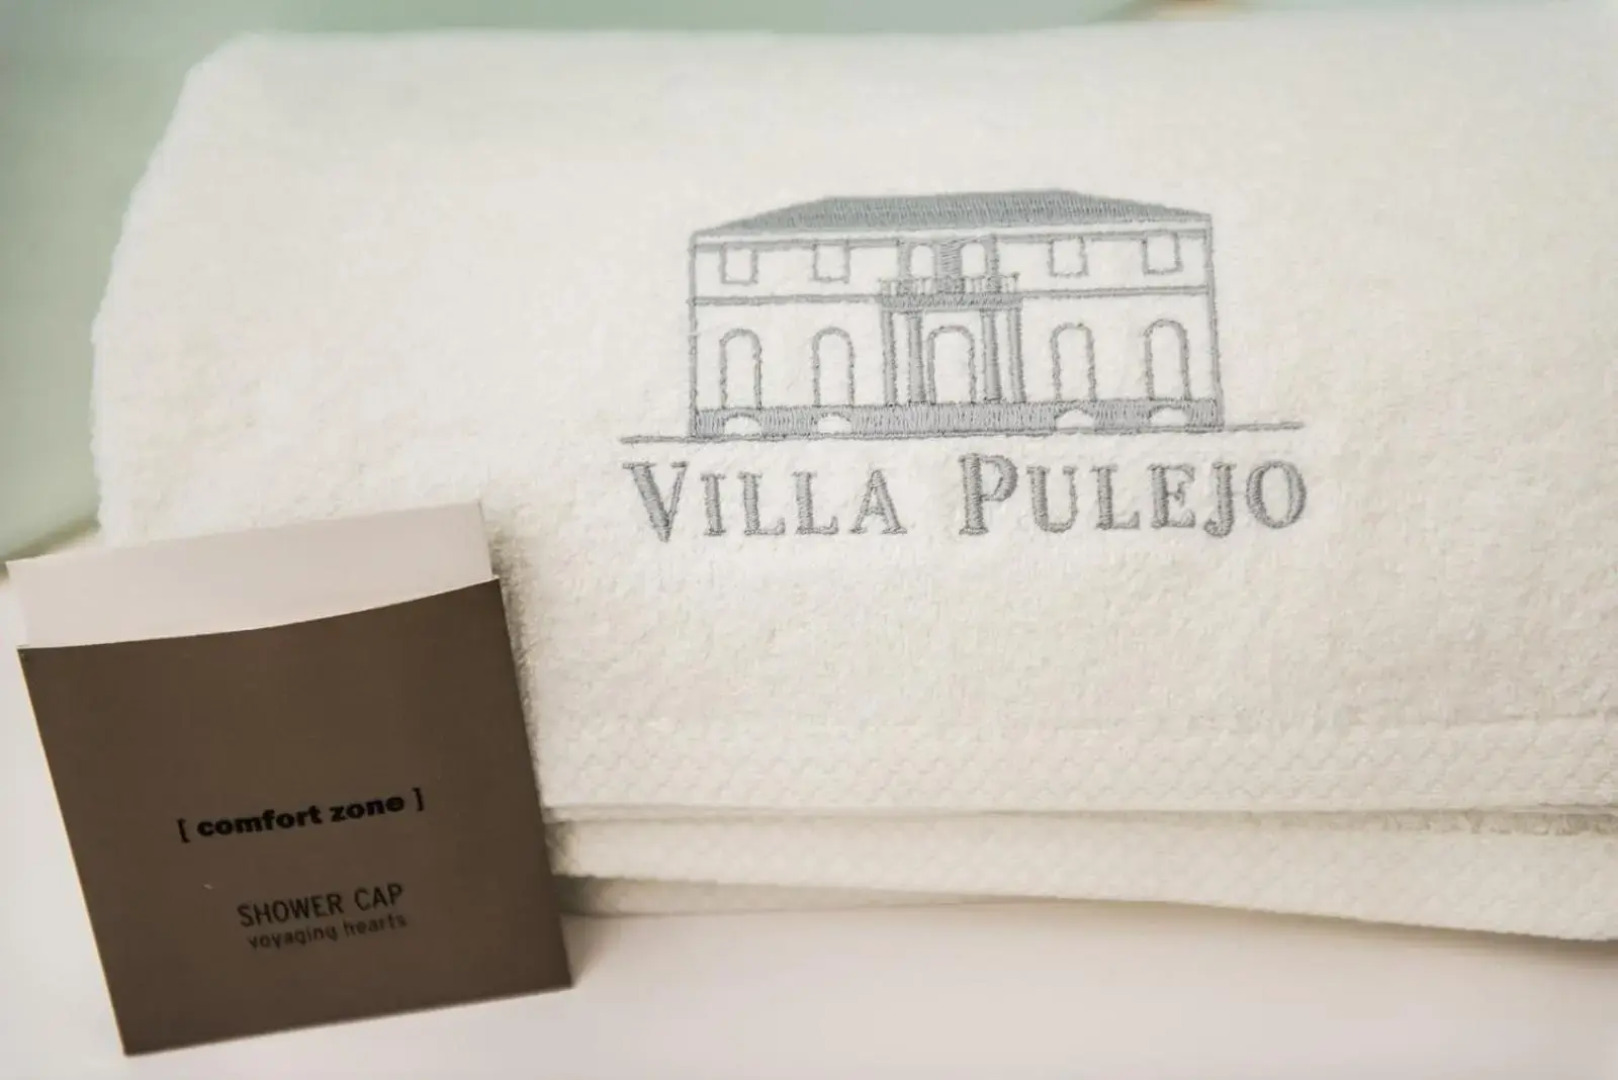 VILLA PULEJO
[ comfort zone ]
SHOWER CAP
voyaging hearts